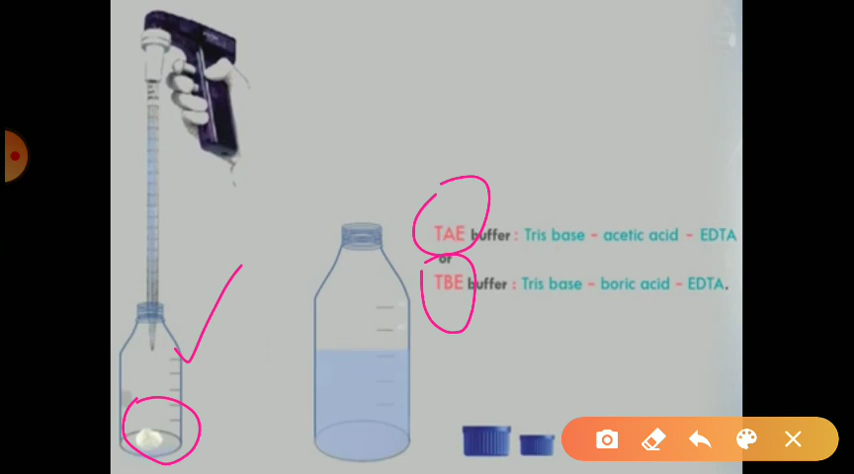 TAE buffer : Tris base - acetic acid - EDTA
or
TBE buffer : Tris base - boric acid - EDTA.